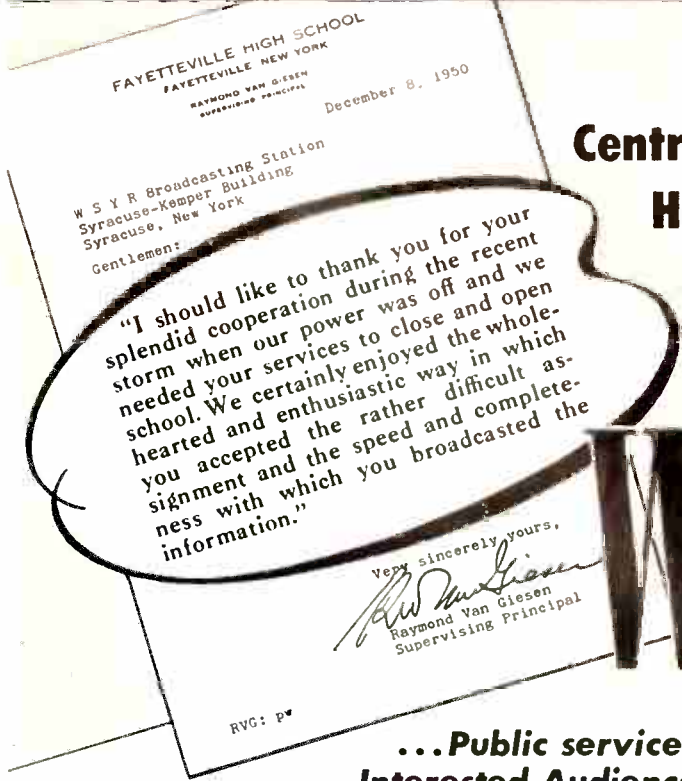 FAYETTEVILLE HIGH SCHOOL
FAYETTEVILLE NEW YORK
RAYMOND VAN GIESEN
SUPERVISING PRINCIPAL
December 8, 1950
W S Y R Broadcasting Station
Syracuse-Kemper Building
Syracuse, New York
Gentlemen:
"I should like to thank you for your
splendid cooperation during the recent
storm when our power was off and we
needed your services to close and open
school. We certainly enjoyed the whole-
hearted and enthusiastic way in which
you accepted the rather difficult as-
signment and the speed and complete-
ness with which you broadcasted the
information."
Very sincerely yours,
Raymond Van Giesen
Supervising Principal
RVG: pw
Centr
H
W
...Public service
Interested Audienc